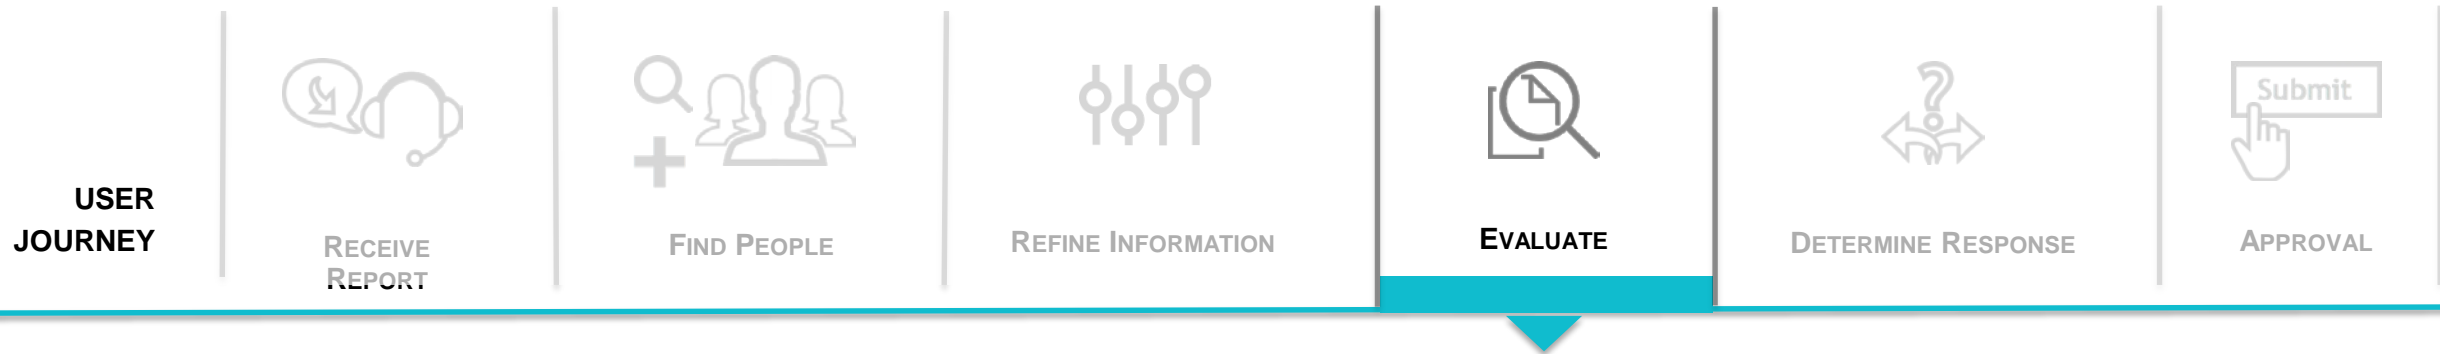 USER
JOURNEY
RECEIVE
REPORT
FIND PEOPLE
REFINE INFORMATION
EVALUATE
DETERMINE RESPONSE
Submit
APPROVAL